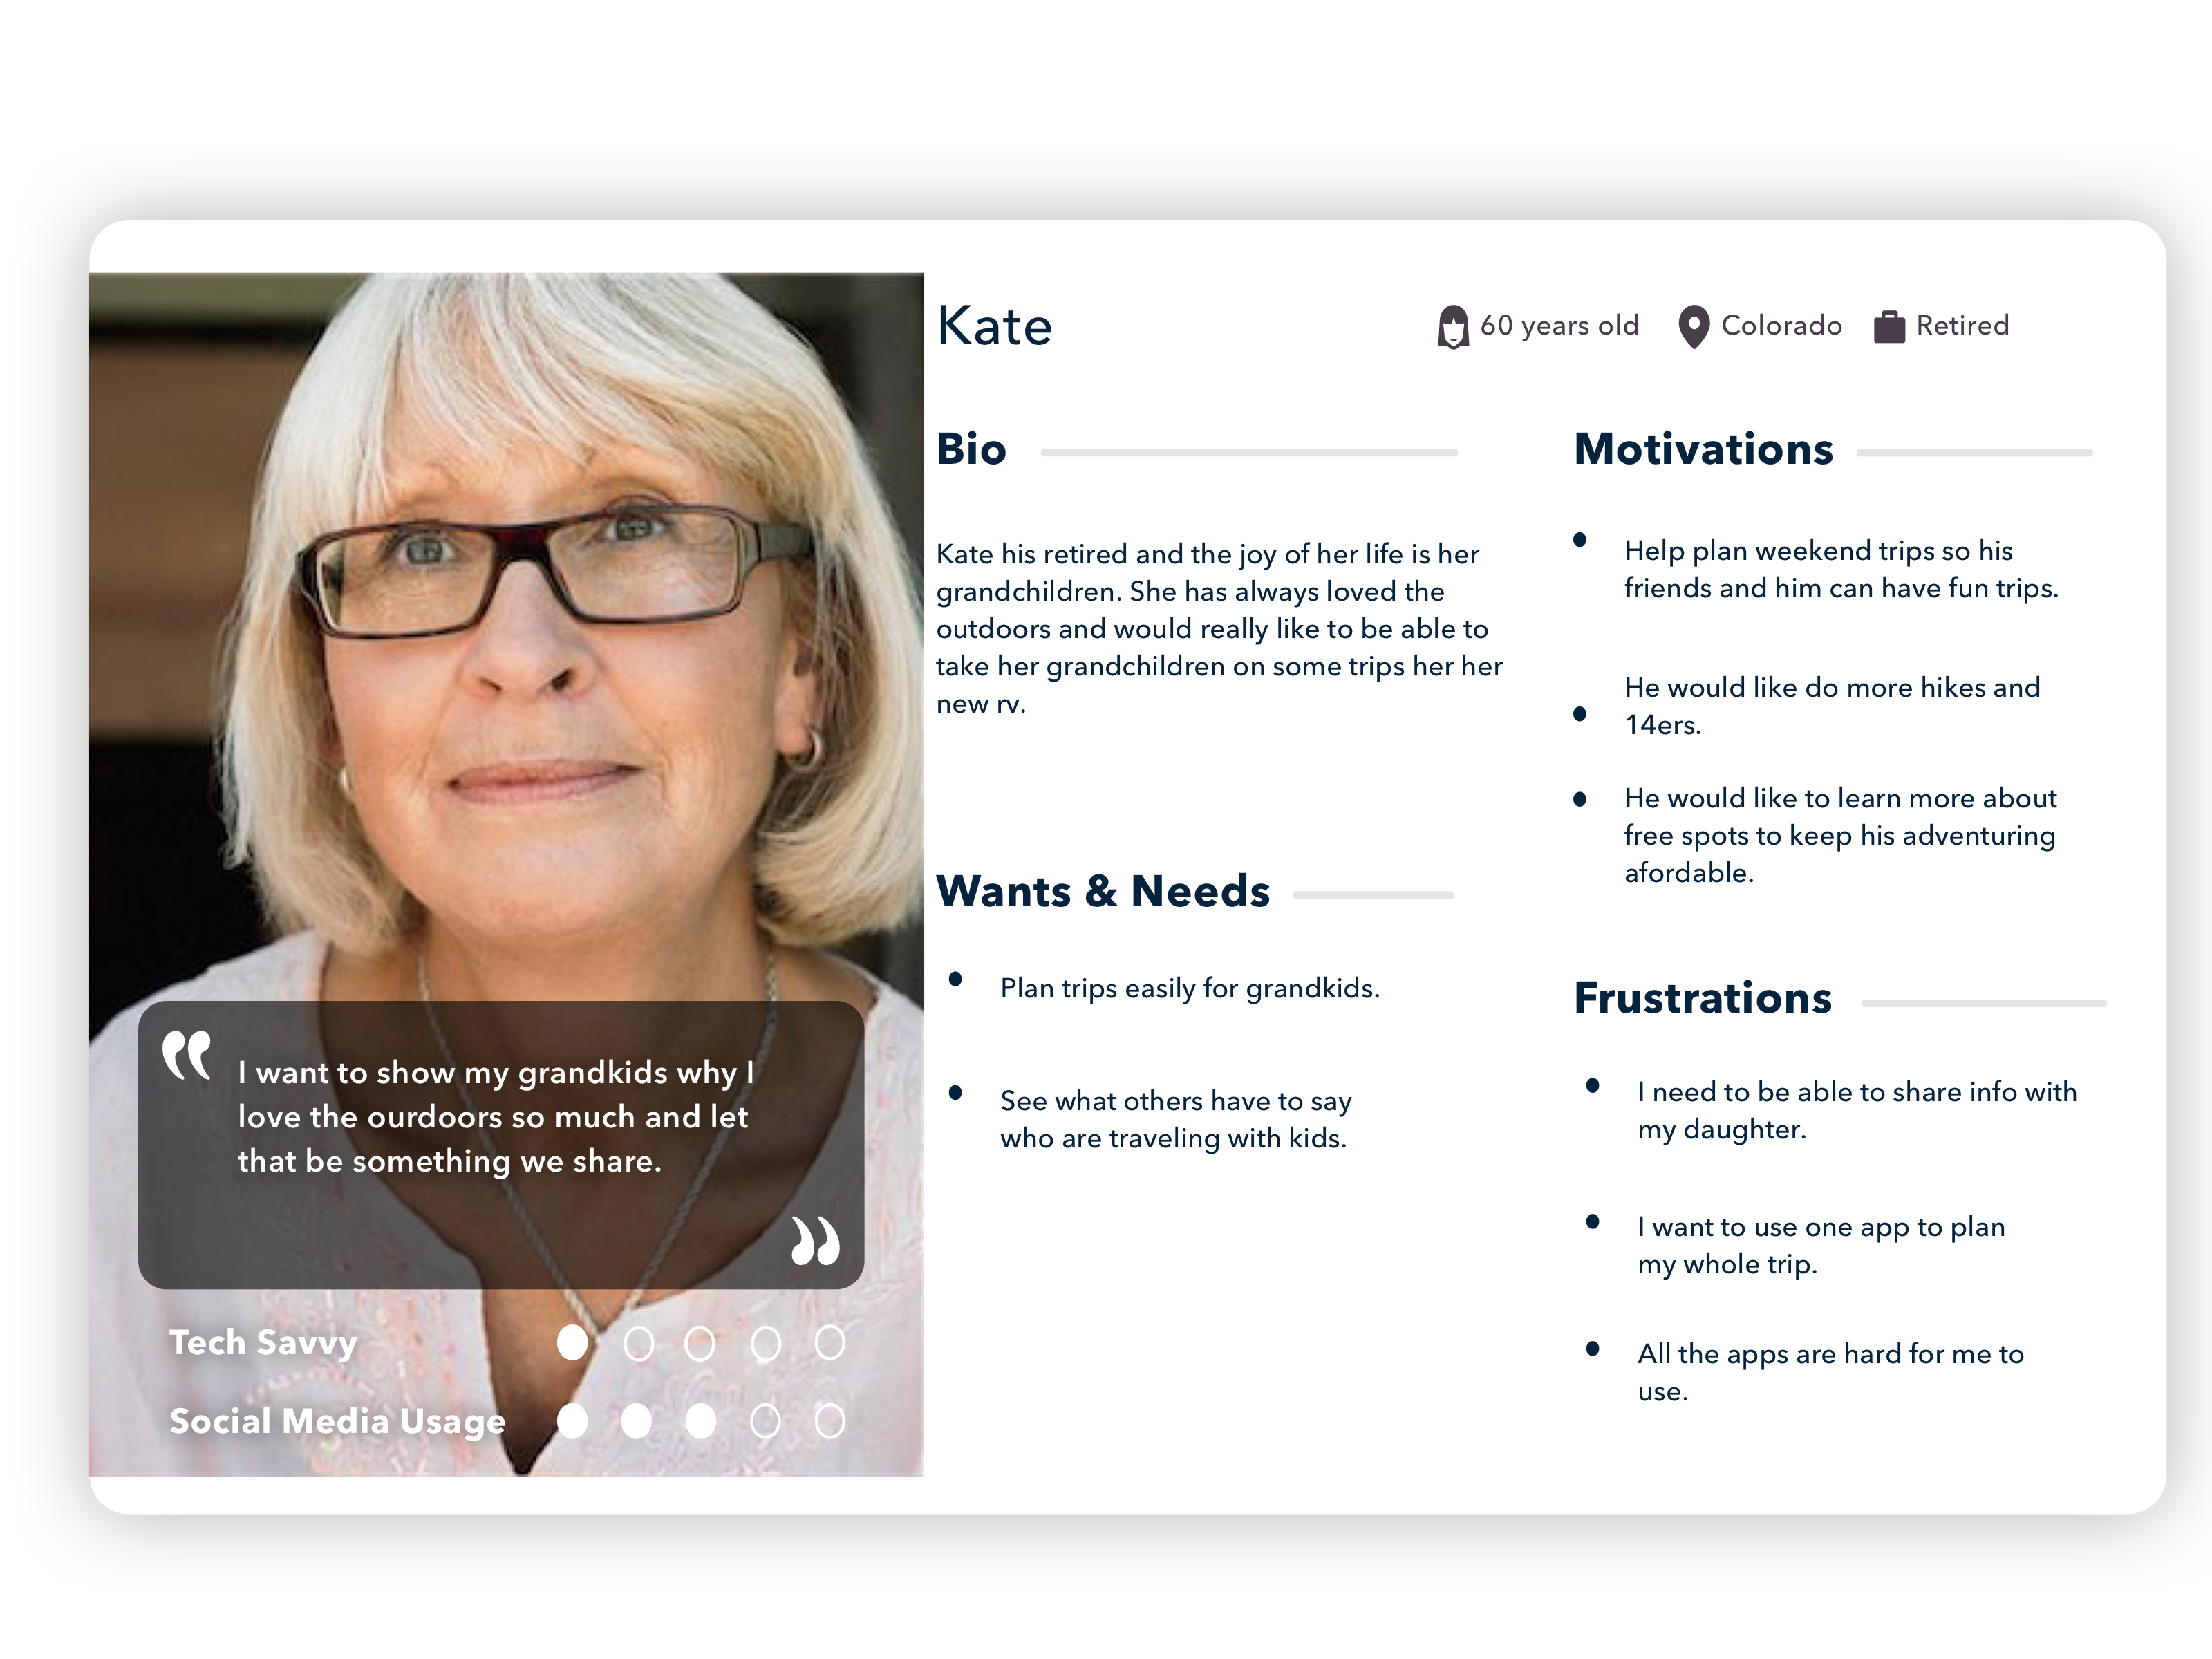 Kate
60 years old
Colorado
Retired
Bio
Kate his retired and the joy of her life is her
grandchildren. She has always loved the
outdoors and would really like to be able to
take her grandchildren on some trips her her
new rv.
Wants & Needs
• Plan trips easily for grandkids.
• See what others have to say
who are traveling with kids.
Motivations
• Help plan weekend trips so his
friends and him can have fun trips.
• He would like do more hikes and
14ers.
• He would like to learn more about
free spots to keep his adventuring
afordable.
Frustrations
• I need to be able to share info with
my daughter.
• I want to use one app to plan
my whole trip.
• All the apps are hard for me to
use.
“ I want to show my grandkids why I
love the ourdoors so much and let
that be something we share. ”
Tech Savvy
Social Media Usage